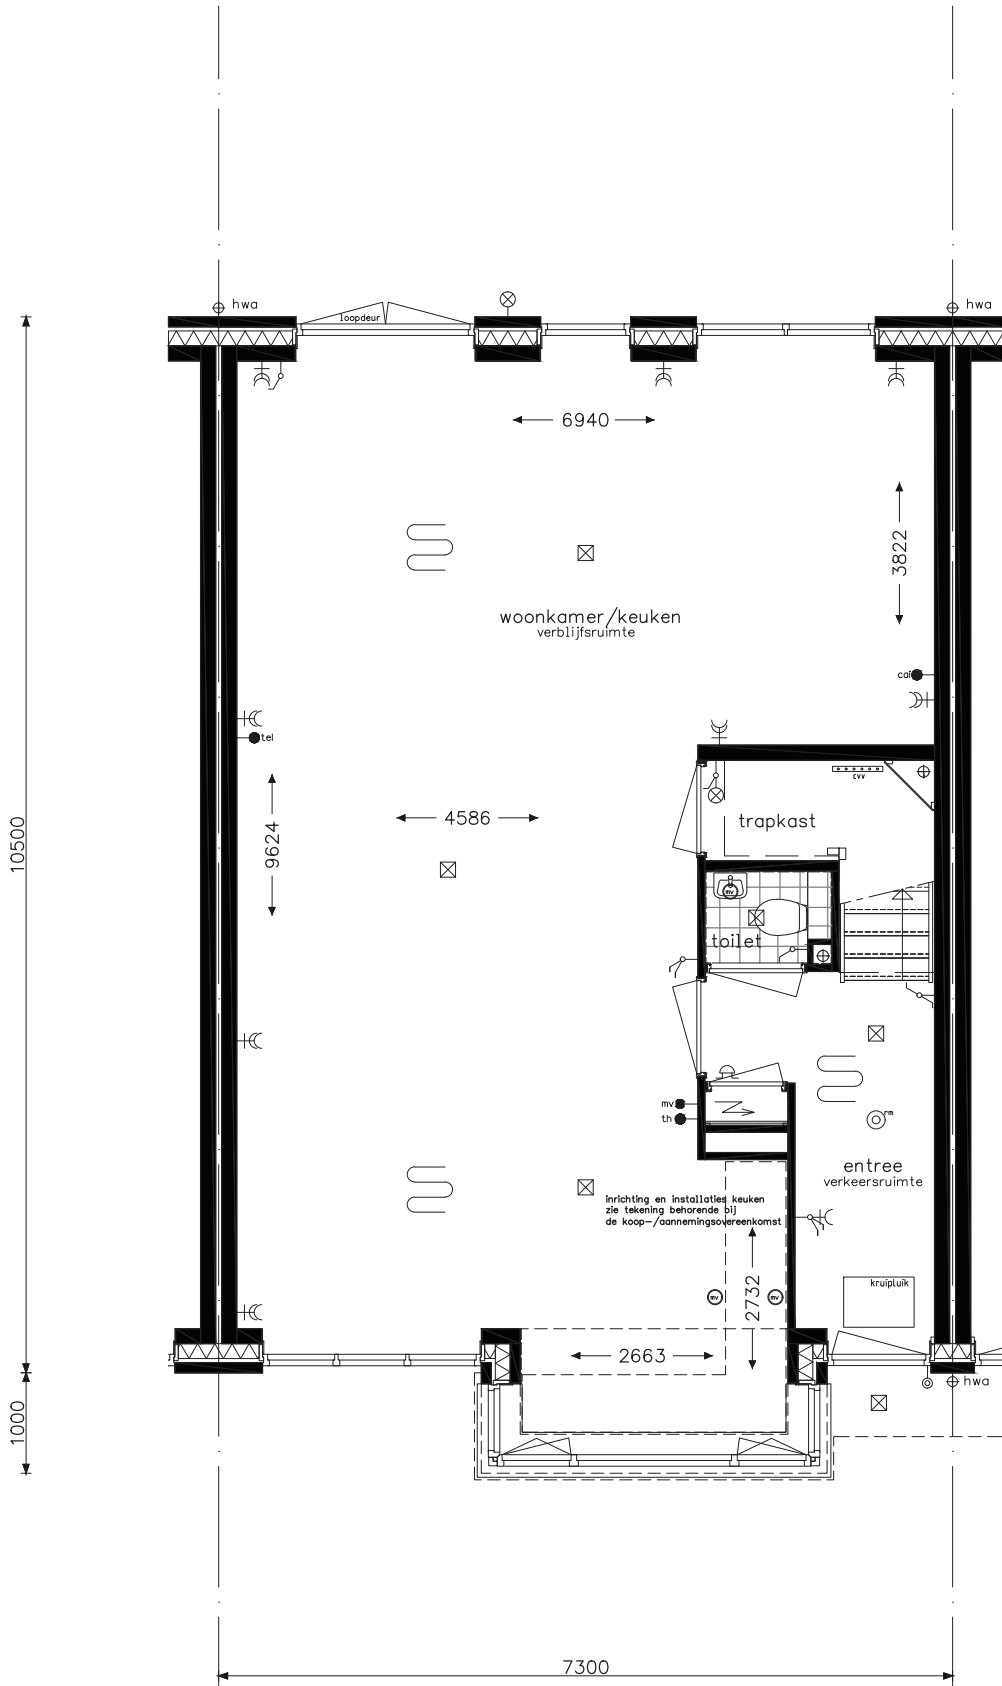 hwa
hwa
loopdeur
6940
3822
woonkamer/keuken
verblijfsruimte
cai
tel
CVV
trapkast
4586
9624
10500
mv
toilet
mv
th
rm
entree
verkeersruimte
inrichting en installaties keuken
zie tekening behorende bij
de koop-/aannemingsovereenkomst
kruipluik
mv
mv
2732
2663
hwa
1000
7300